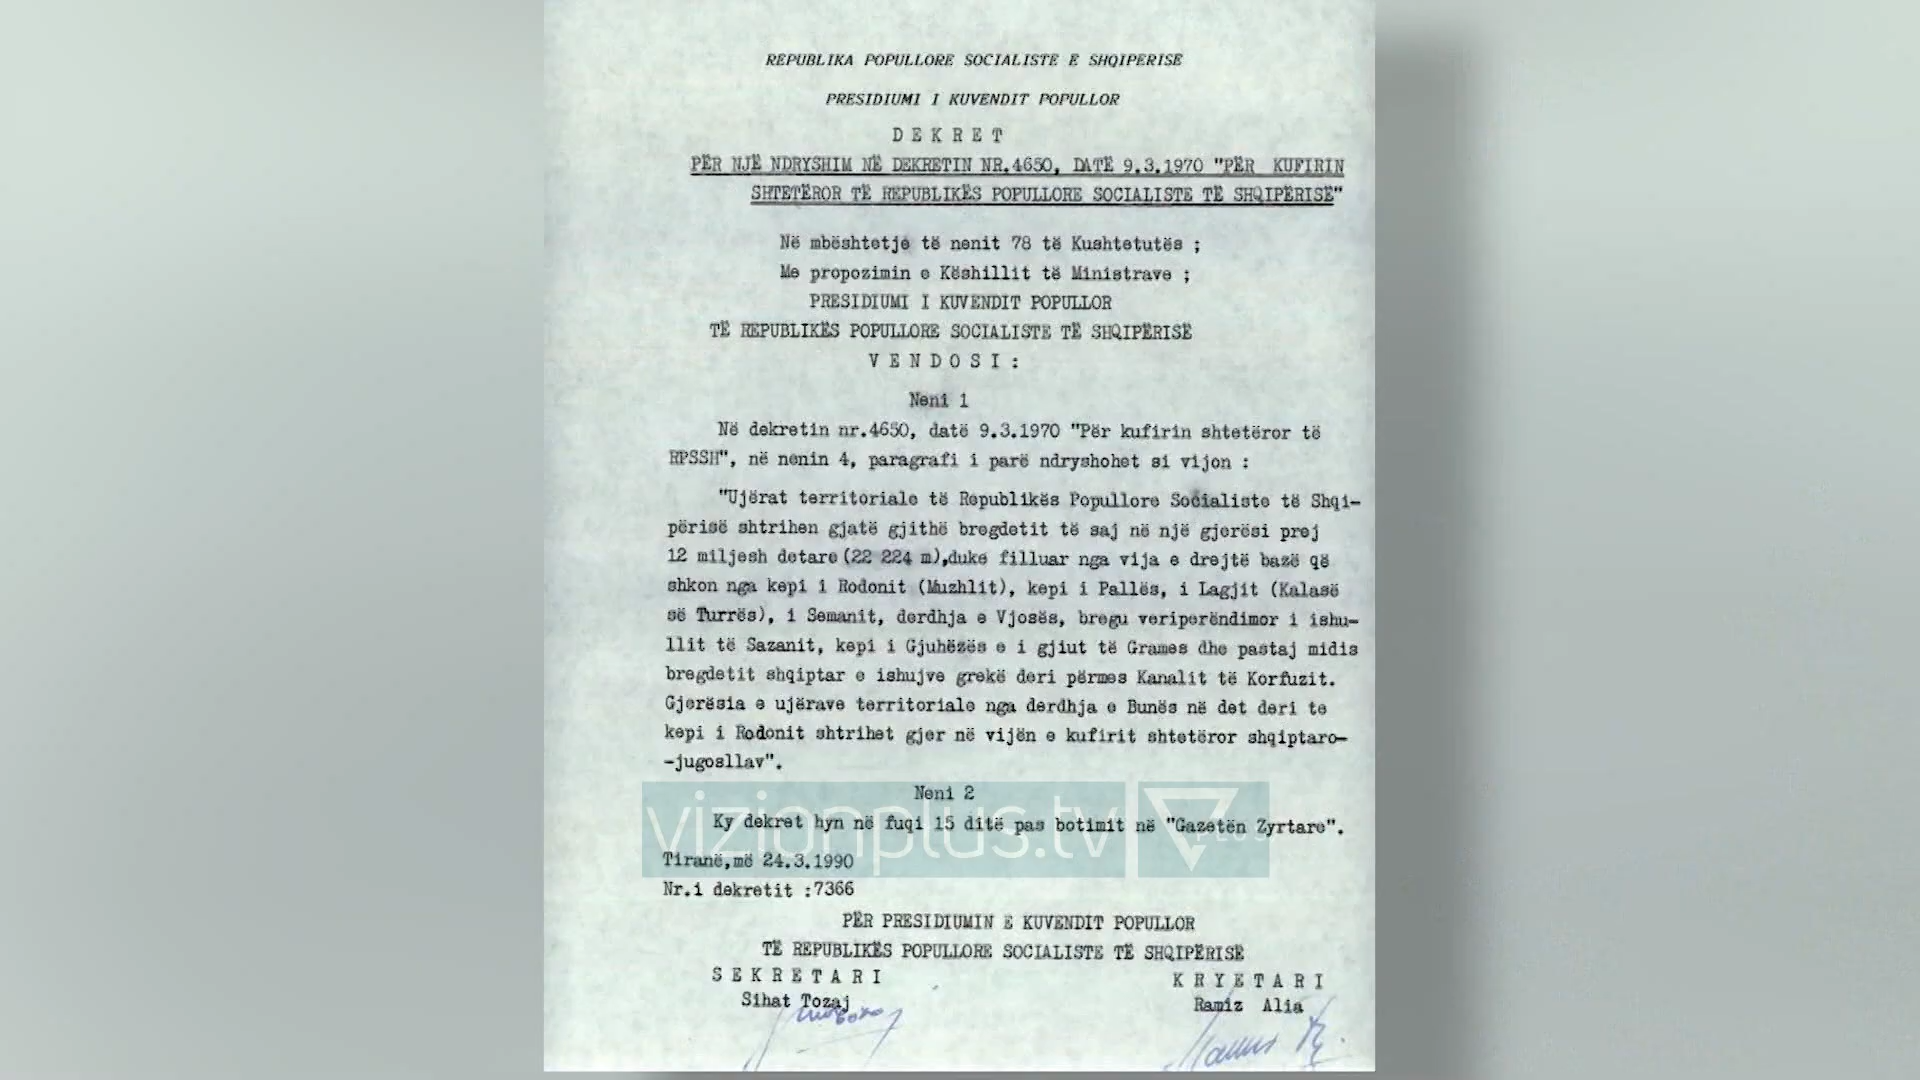 REPUBLIKA POPULLORE SOCIALISTE E SHQIPERISE
PRESIDIUMI I KUVENDIT POPULLOR
D E K R E T
PËR NJË NDRYSHIM NË DEKRETIN NR.4650, DATË 9.3.1970 "PËR KUFIRIN
SHTETËROR TË REPUBLIKËS POPULLORE SOCIALISTE TË SHQIPËRISË"
Në mbështetje të nenit 78 të Kushtetutës ;
Me propozimin e Këshillit të Ministrave ;
PRESIDIUMI I KUVENDIT POPULLOR
TË REPUBLIKËS POPULLORE SOCIALISTE TË SHQIPËRISË
V E N D O S I :
Neni 1
Në dekretin nr.4650, datë 9.3.1970 "Për kufirin shtetëror të
RPSSH", në nenin 4, paragrafi i parë ndryshohet si vijon :
"Ujërat territoriale të Republikës Popullore Socialiste të Shqi-
përisë shtrihen gjatë gjithë bregdetit të saj në një gjerësi prej
12 miljesh detare (22 224 m),duke filluar nga vija e drejtë bazë që
shkon nga kepi i Rodonit (Muzhlit), kepi i Pallës, i Lagjit (Kalasë
së Turrës), i Semanit, derdhja e Vjosës, bregu veriperëndimor i ishu-
llit të Sazanit, kepi i Gjuhëzës e i gjiut të Grames dhe pastaj midis
bregdetit shqiptar e ishujve grekë deri përmes Kanalit të Korfuzit.
Gjerësia e ujërave territoriale nga derdhja e Bunës në det deri te
kepi i Rodonit shtrihet gjer në vijën e kufirit shtetëror shqiptaro-
-jugosllav".
Neni 2
Ky dekret hyn në fuqi 15 ditë pas botimit në "Gazetën Zyrtare".
vizionplus.tv PLUS
Tiranë,më 24.3.1990
Nr.i dekretit :7366
PËR PRESIDIUMIN E KUVENDIT POPULLOR
TË REPUBLIKËS POPULLORE SOCIALISTE TË SHQIPËRISË
S E K R E T A R I
K R Y E T A R I
Sihat Tozaj
Ramiz Alia